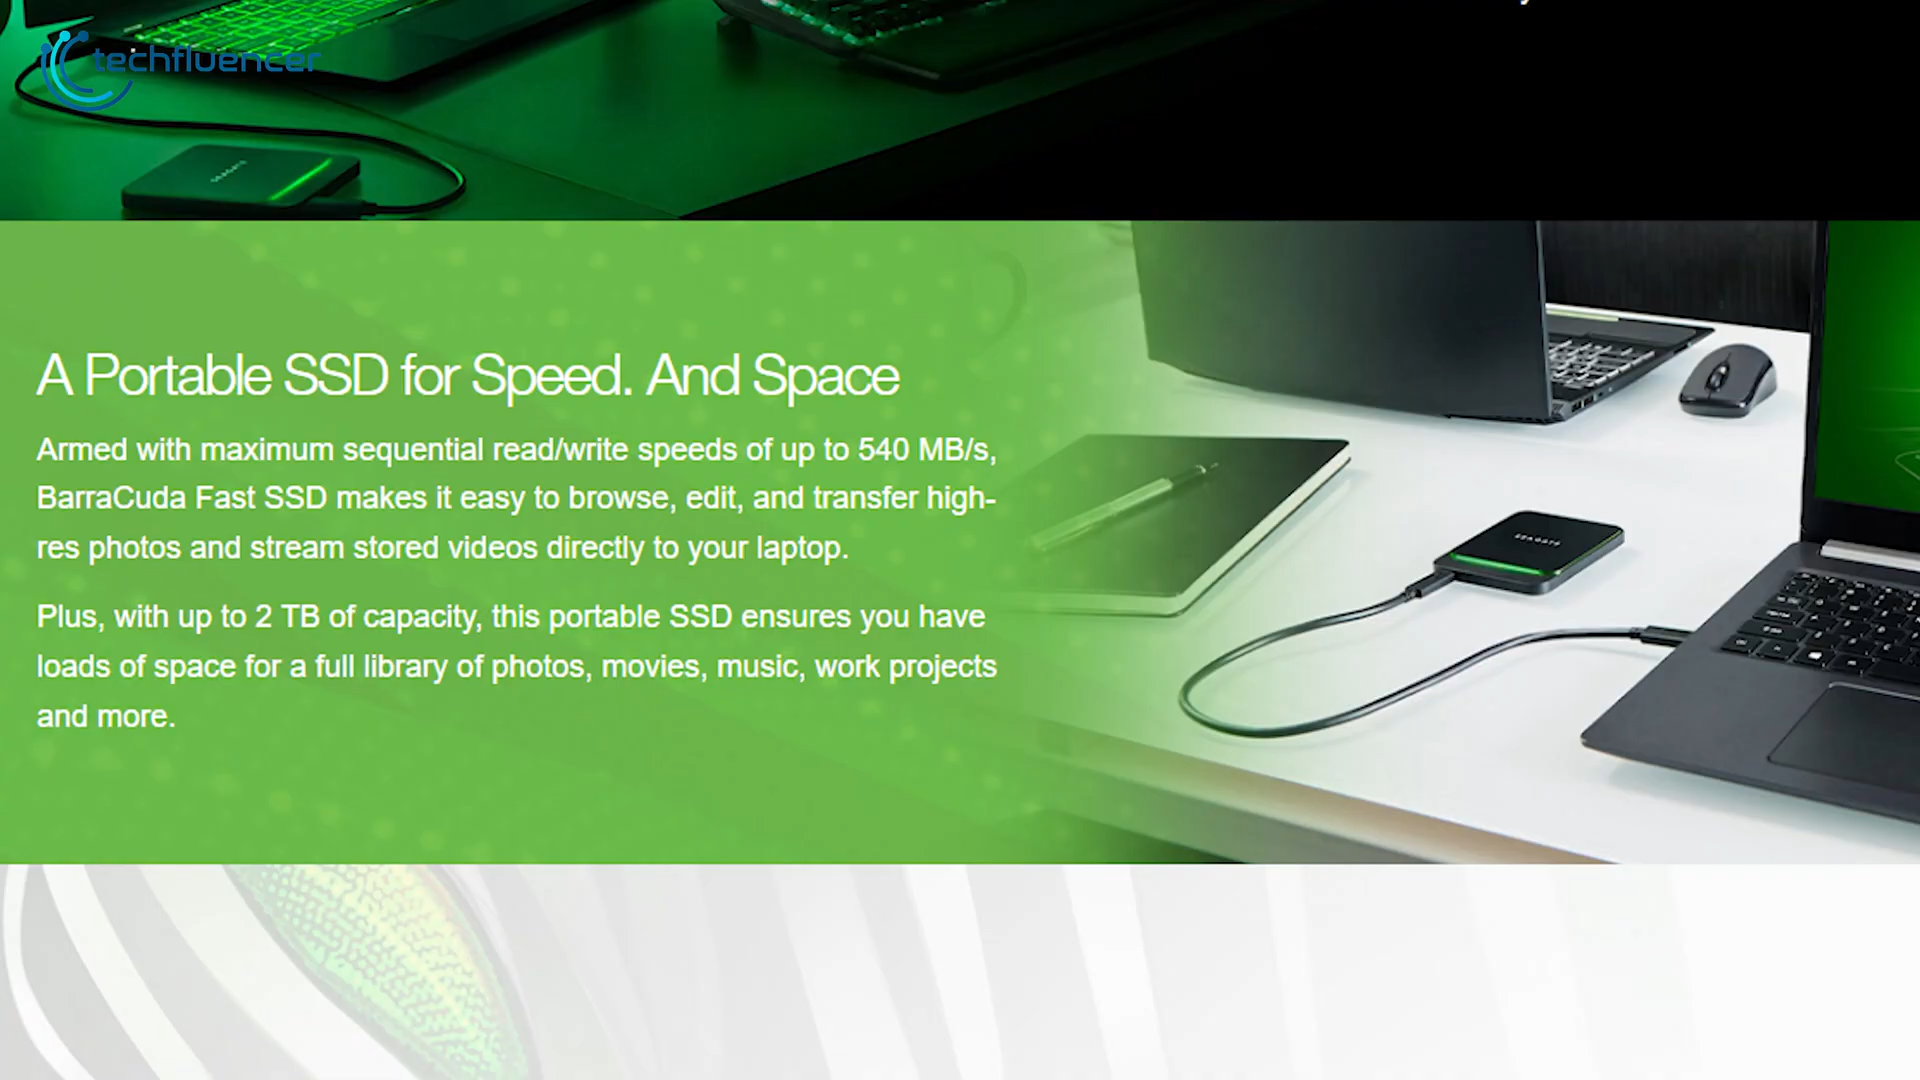 techfluencer
SEAGATE
A Portable SSD for Speed. And Space
Armed with maximum sequential read/write speeds of up to 540 MB/s,
BarraCuda Fast SSD makes it easy to browse, edit, and transfer high-
res photos and stream stored videos directly to your laptop.
SEAGATE
Plus, with up to 2 TB of capacity, this portable SSD ensures you have
loads of space for a full library of photos, movies, music, work projects
and more.